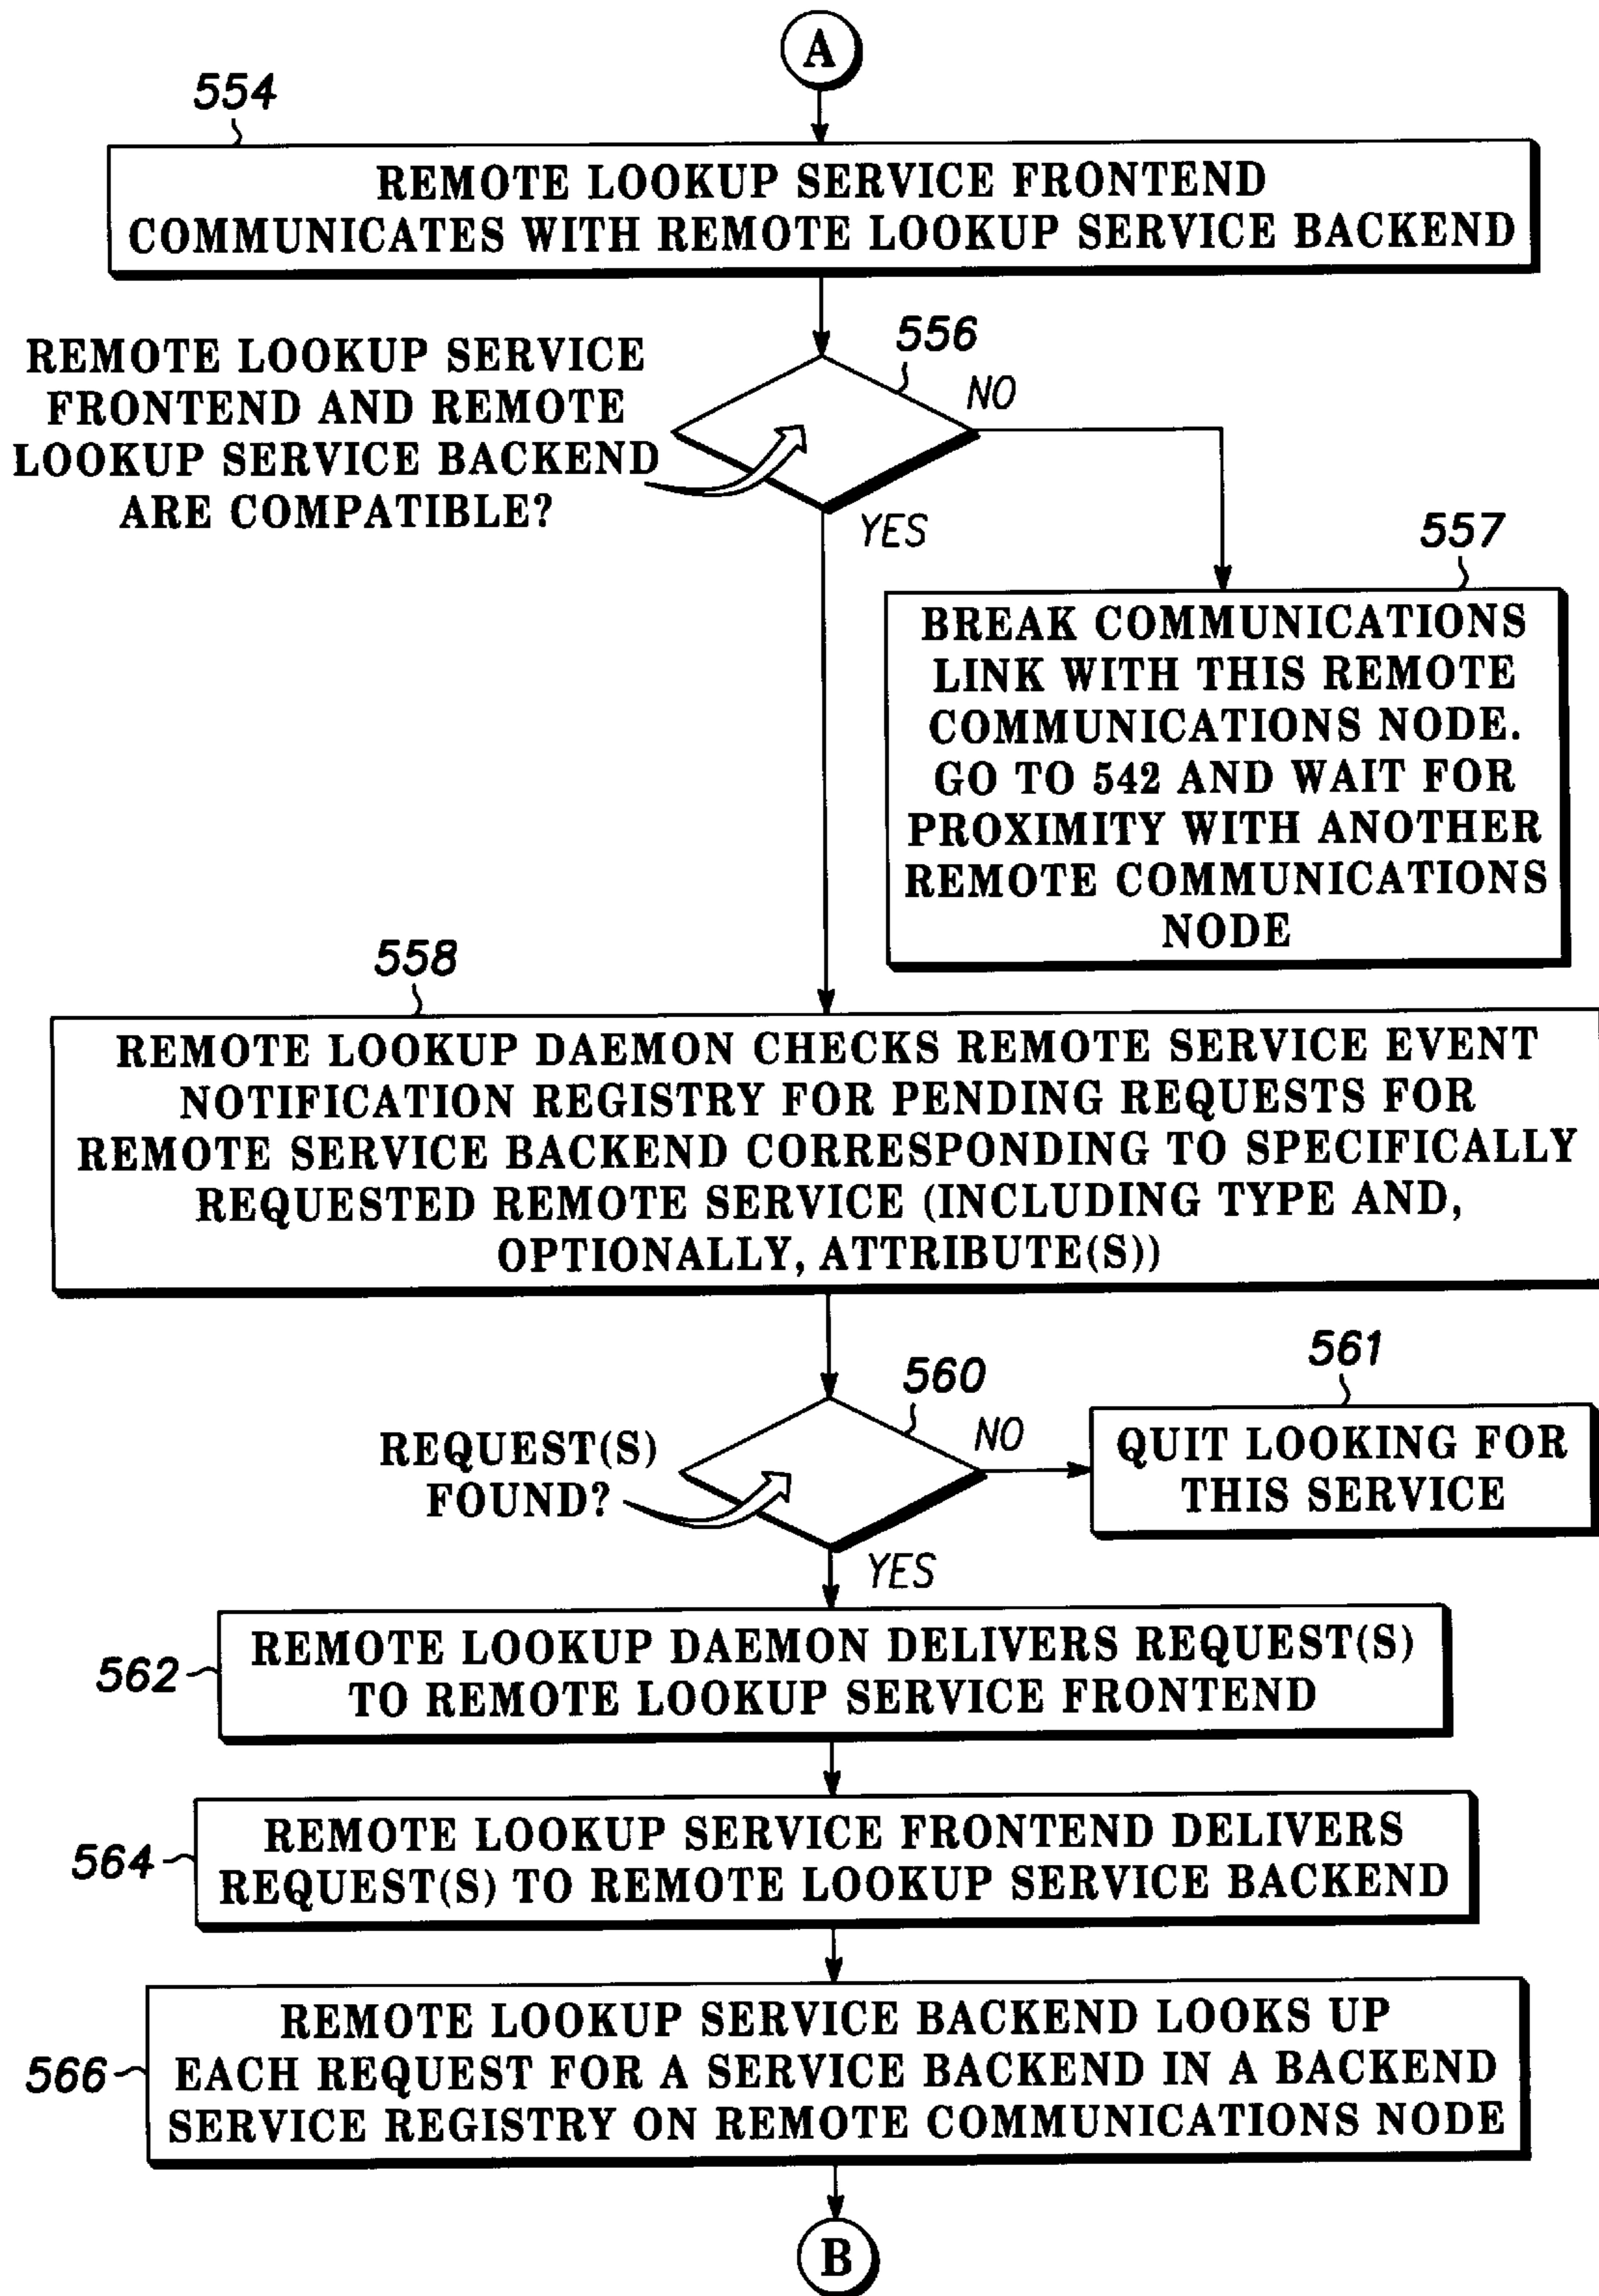 A
554
REMOTE LOOKUP SERVICE FRONTEND
COMMUNICATES WITH REMOTE LOOKUP SERVICE BACKEND
556
REMOTE LOOKUP SERVICE
FRONTEND AND REMOTE
LOOKUP SERVICE BACKEND
ARE COMPATIBLE?
NO
YES
557
BREAK COMMUNICATIONS
LINK WITH THIS REMOTE
COMMUNICATIONS NODE.
GO TO 542 AND WAIT FOR
PROXIMITY WITH ANOTHER
REMOTE COMMUNICATIONS
NODE
558
REMOTE LOOKUP DAEMON CHECKS REMOTE SERVICE EVENT
NOTIFICATION REGISTRY FOR PENDING REQUESTS FOR
REMOTE SERVICE BACKEND CORRESPONDING TO SPECIFICALLY
REQUESTED REMOTE SERVICE (INCLUDING TYPE AND,
OPTIONALLY, ATTRIBUTE(S))
560
REQUEST(S)
FOUND?
NO
561
QUIT LOOKING FOR
THIS SERVICE
YES
562
REMOTE LOOKUP DAEMON DELIVERS REQUEST(S)
TO REMOTE LOOKUP SERVICE FRONTEND
564
REMOTE LOOKUP SERVICE FRONTEND DELIVERS
REQUEST(S) TO REMOTE LOOKUP SERVICE BACKEND
566
REMOTE LOOKUP SERVICE BACKEND LOOKS UP
EACH REQUEST FOR A SERVICE BACKEND IN A BACKEND
SERVICE REGISTRY ON REMOTE COMMUNICATIONS NODE
B